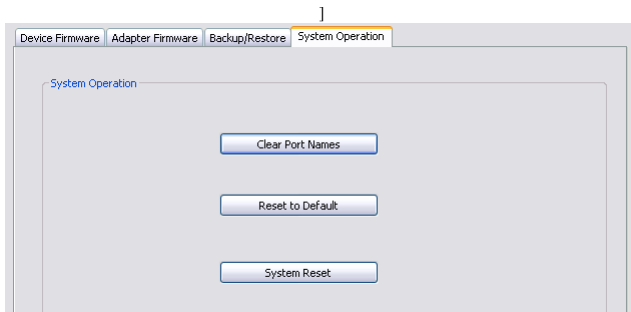 ]
Device Firmware Adapter Firmware Backup/Restore System Operation
System Operation
Clear Port Names
Reset to Default
System Reset